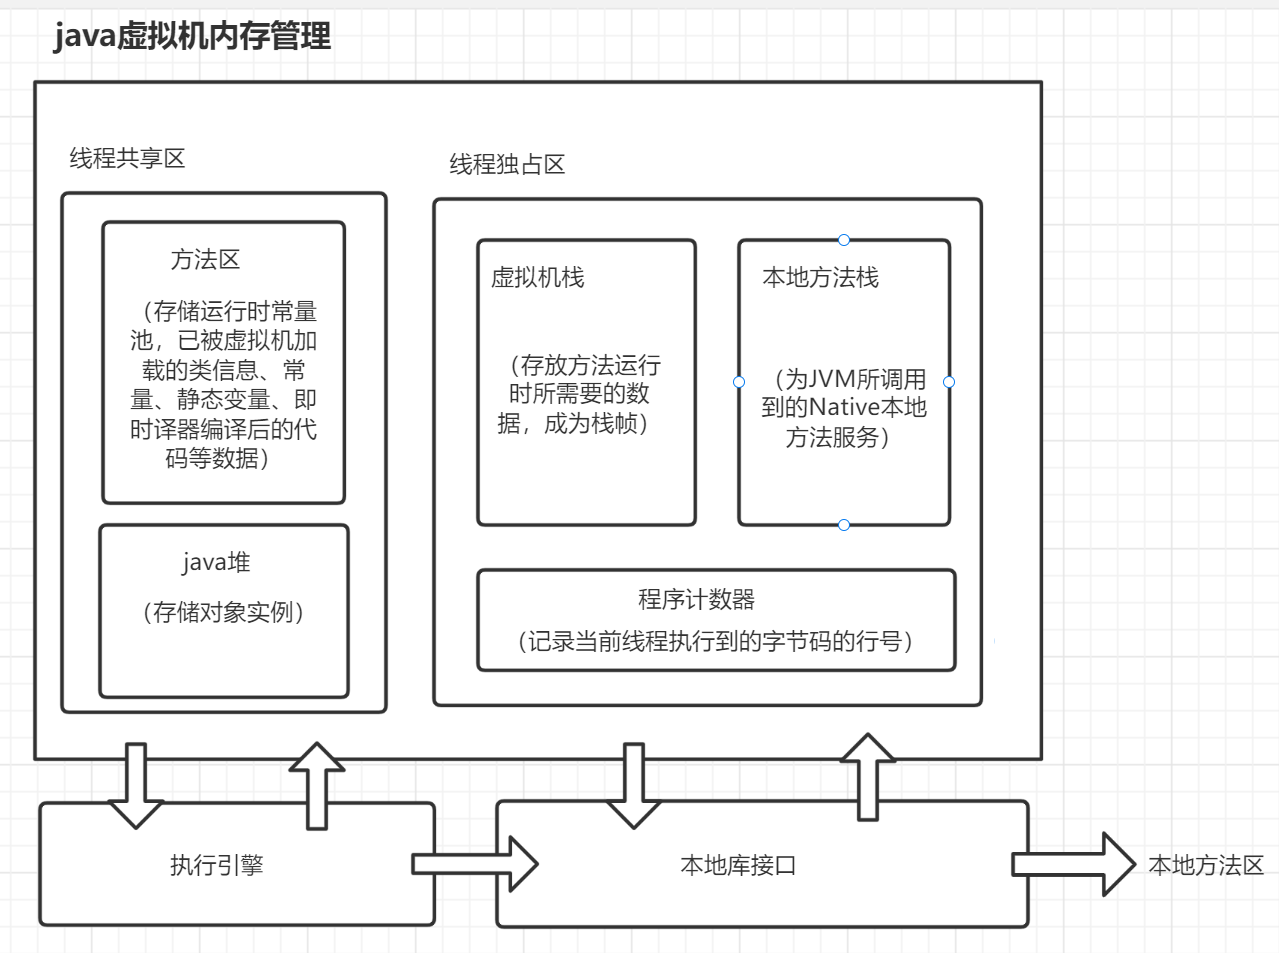 java虚拟机内存管理
线程共享区
方法区
（存储运行时常量
池，已被虚拟机加
载的类信息、常
量、静态变量、即
时译器编译后的代
码等数据）
java堆
（存储对象实例）
线程独占区
虚拟机栈
（存放方法运行
时所需要的数
据，成为栈帧）
本地方法栈
（为JVM所调用
到的Native本地
方法服务）
程序计数器
（记录当前线程执行到的字节码的行号）
执行引擎
本地库接口
本地方法区